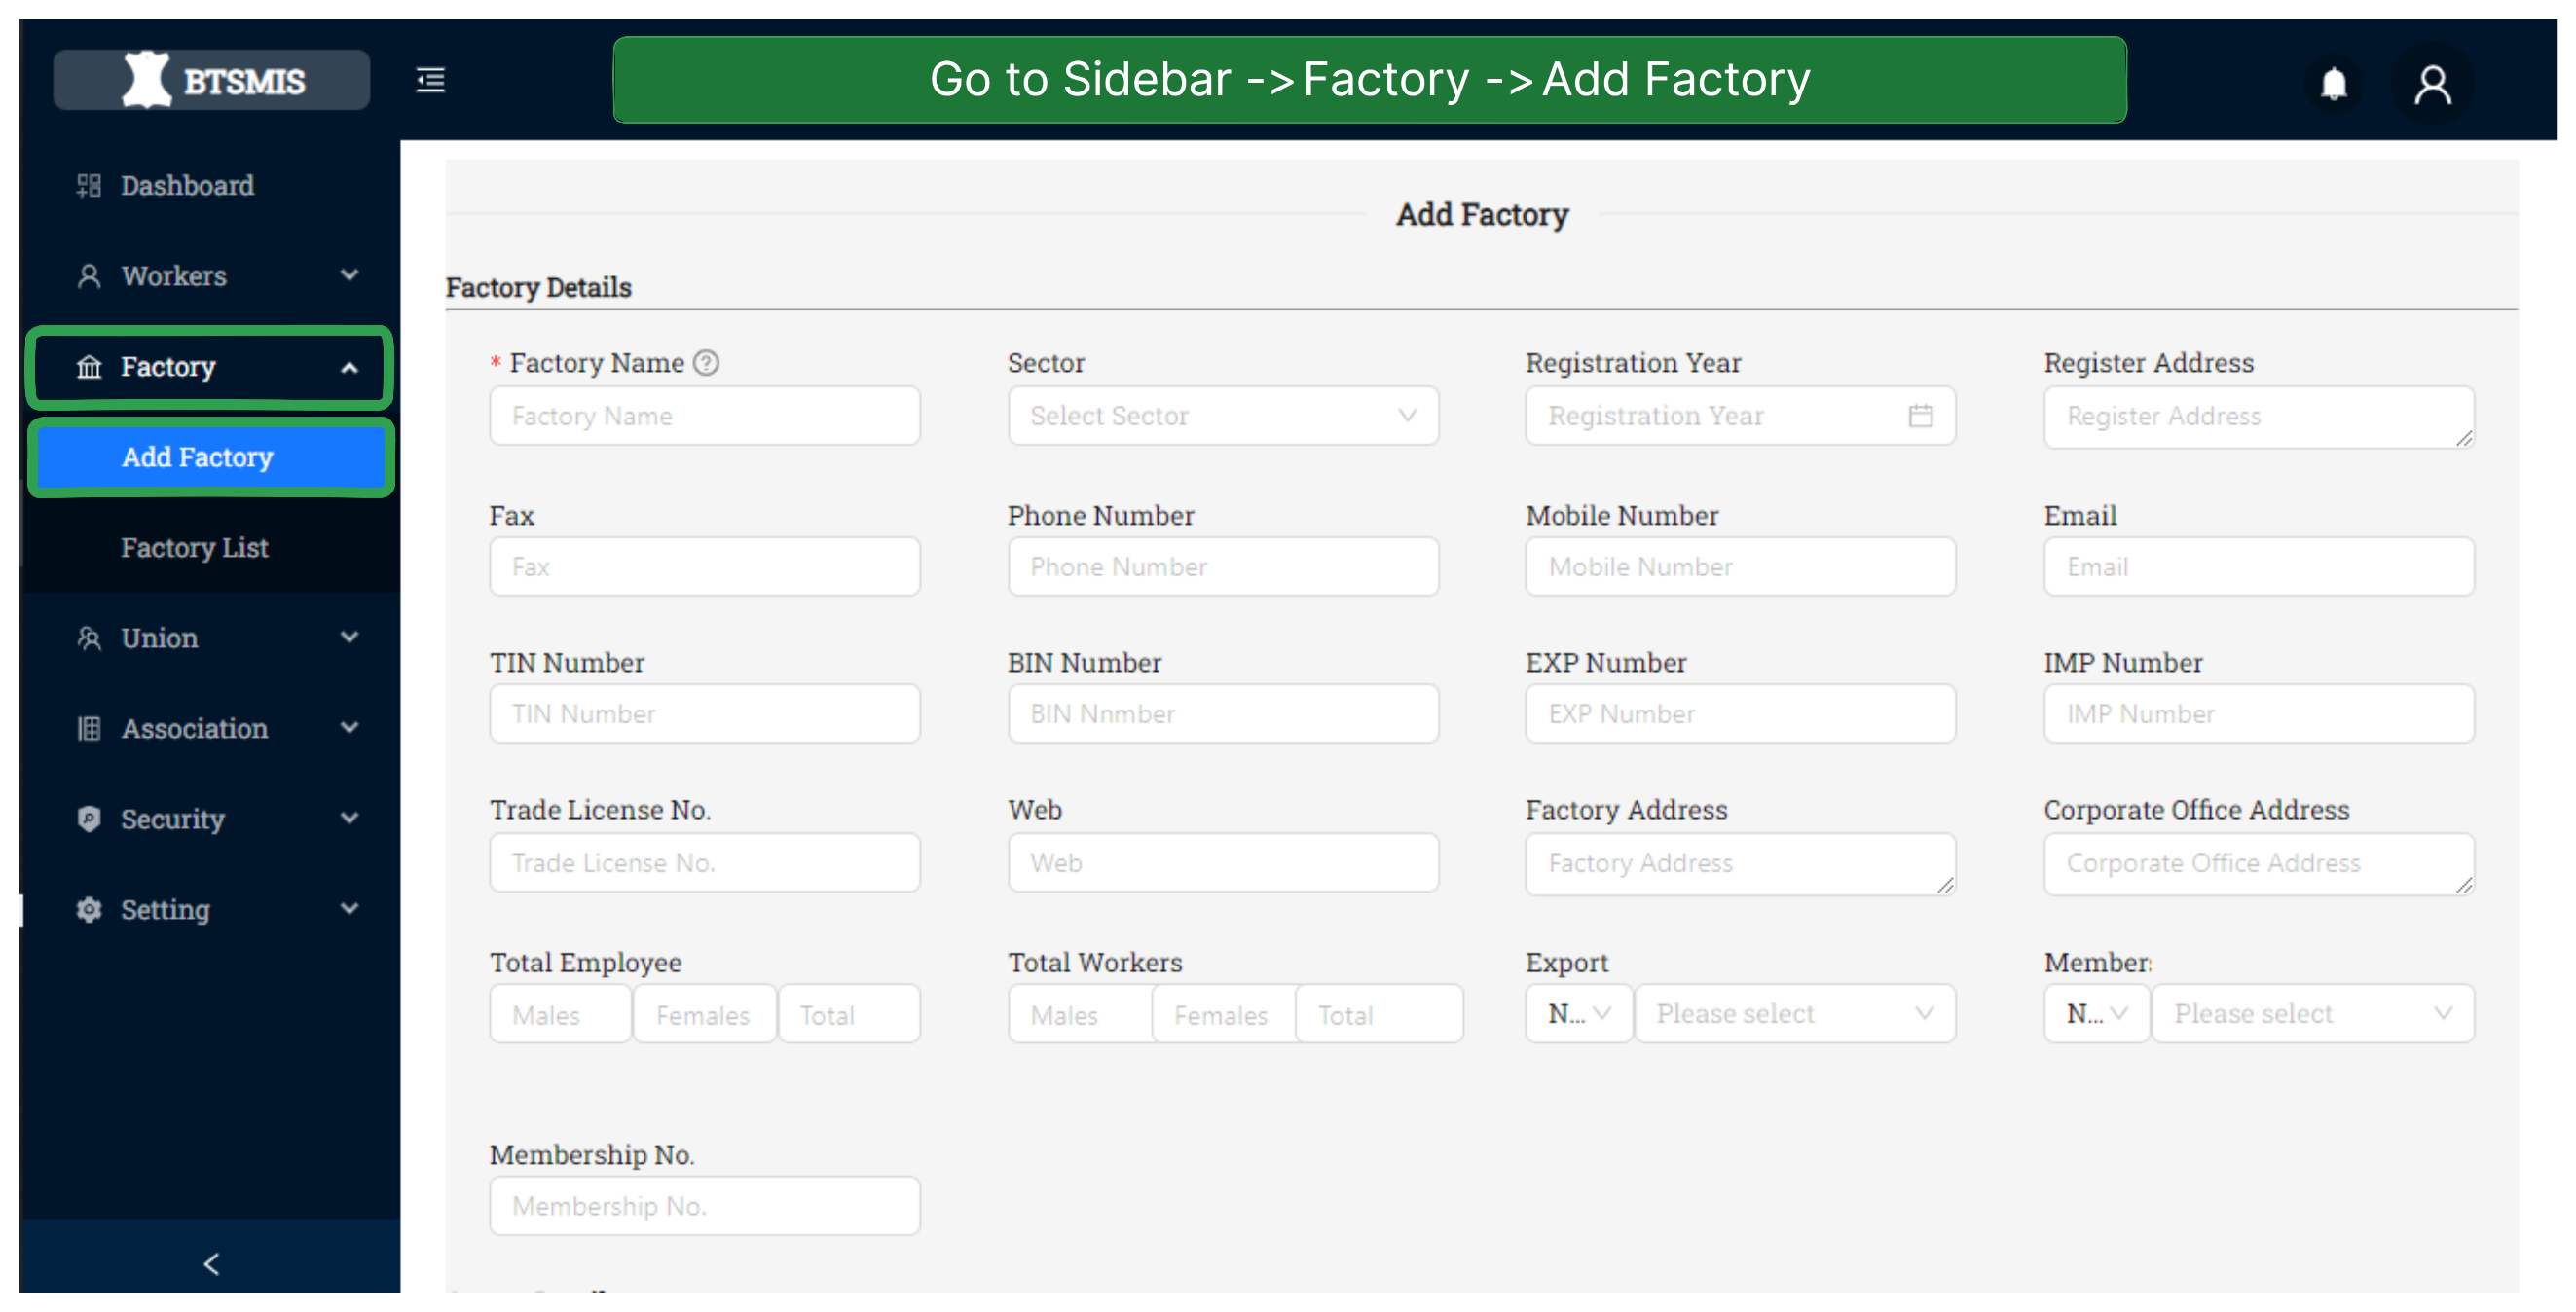 BTSMIS
Go to Sidebar ->Factory ->Add Factory
Dashboard
Workers
Factory
Add Factory
Factory List
Union
Association
Security
Setting
Add Factory
Factory Details
* Factory Name Sector Registration Year Register Address
Factory Name Select Sector Registration Year Register Address
Fax Phone Number Mobile Number Email
Fax Phone Number Mobile Number Email
TIN Number BIN Number EXP Number IMP Number
TIN Number BIN Nnmber EXP Number IMP Number
Trade License No. Web Factory Address Corporate Office Address
Trade License No. Web Factory Address Corporate Office Address
Total Employee Total Workers Export Member
Males Females Total Males Females Total N... Please select N... Please select
Membership No.
Membership No.